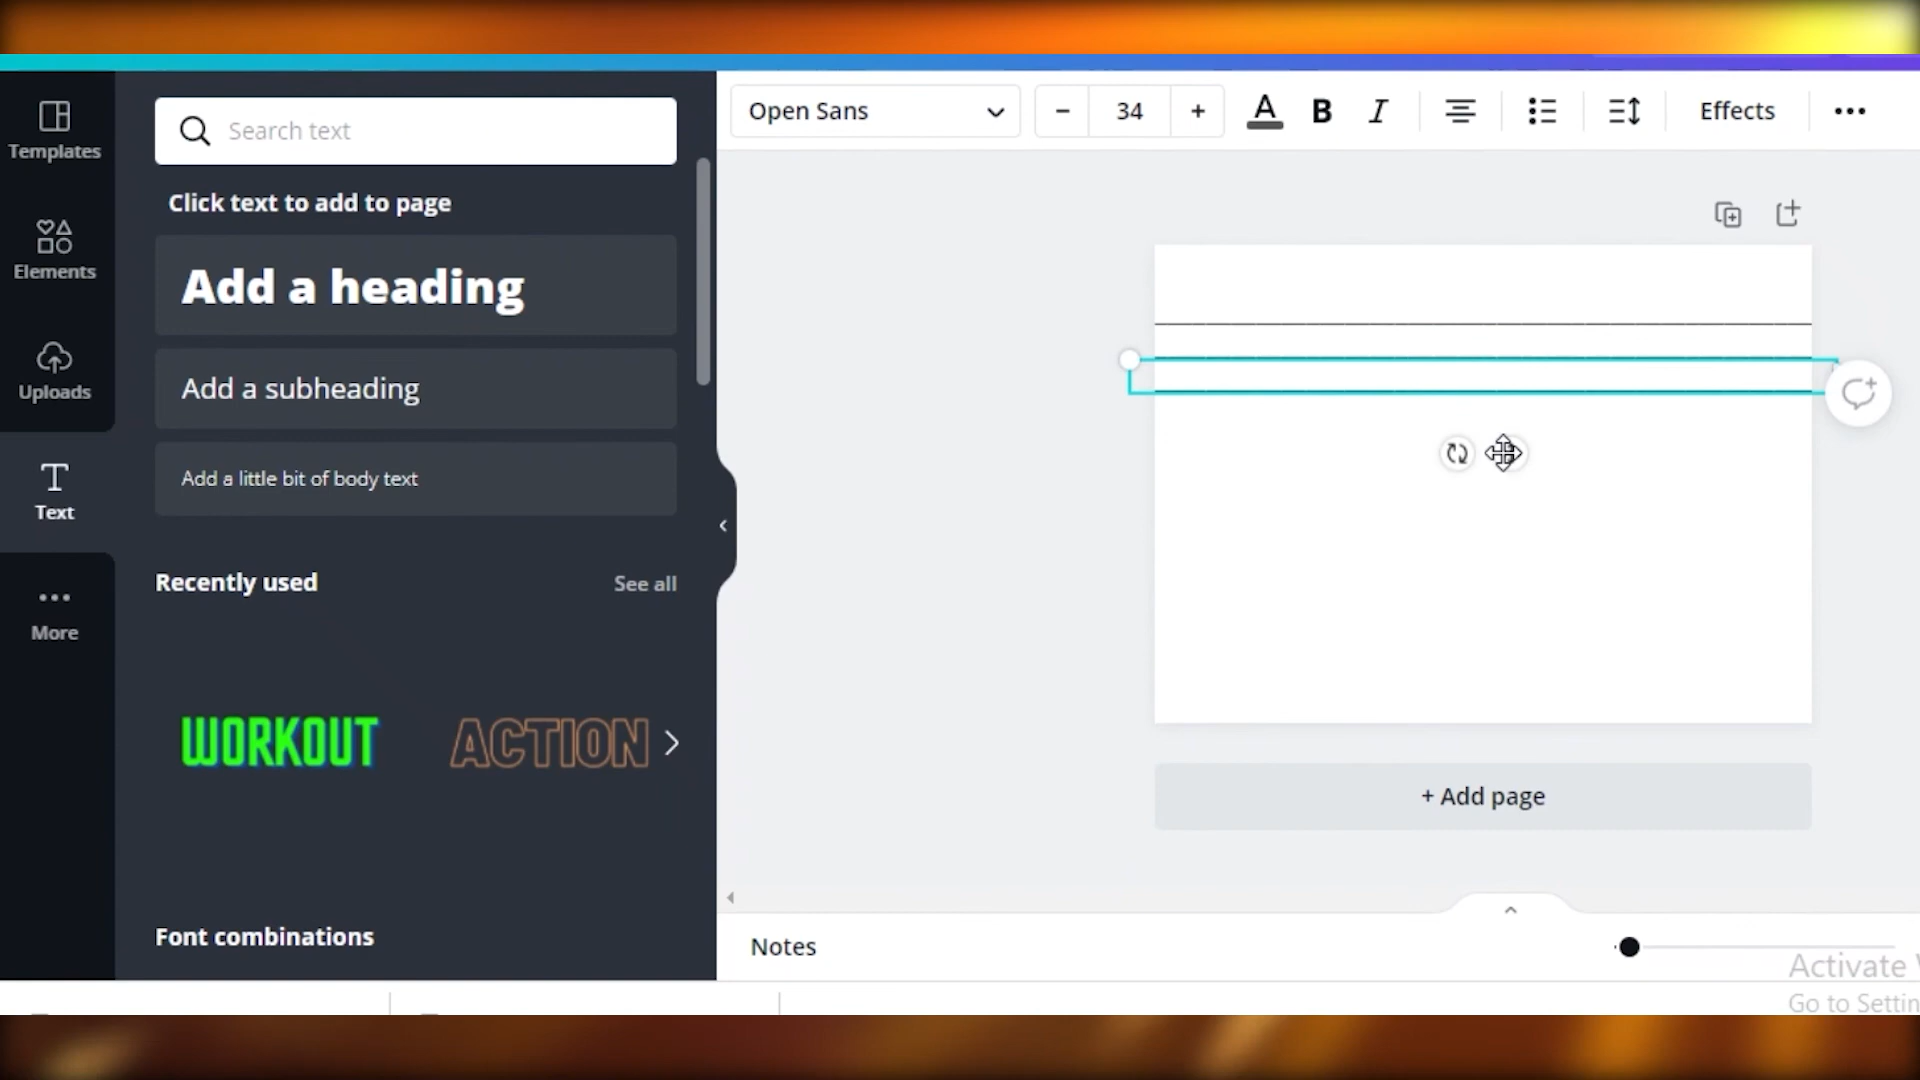 Templates
Elements
Uploads
Text
More
Search text
Click text to add to page
Add a heading
Add a subheading
Add a little bit of body text
Recently used
See all
WORKOUT
ACTION
Font combinations
Open Sans
34
A
B
I
Effects
+ Add page
Notes
Activate
Go to Settin